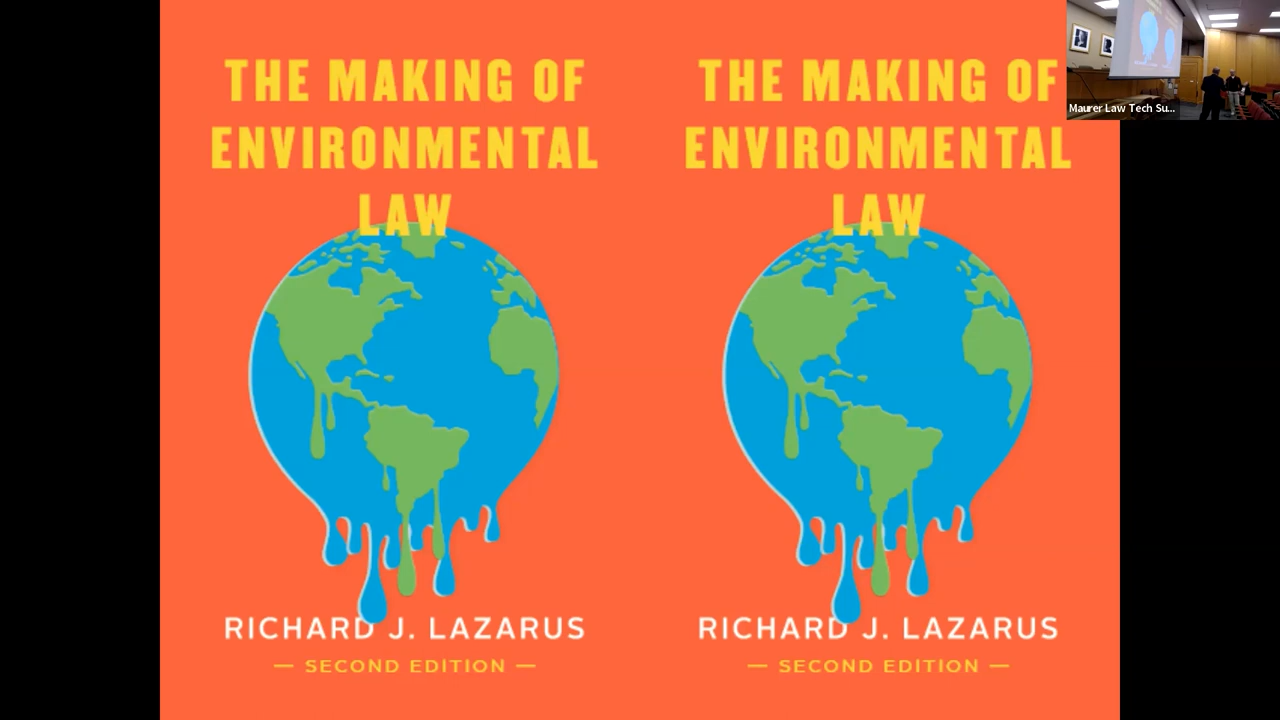 THE MAKING OF
ENVIRONMENTAL
LAW
RICHARD J. LAZARUS
— SECOND EDITION —
THE MAKING OF
ENVIRONMENTAL
LAW
RICHARD J. LAZARUS
— SECOND EDITION —
Maurer Law Tech Su...